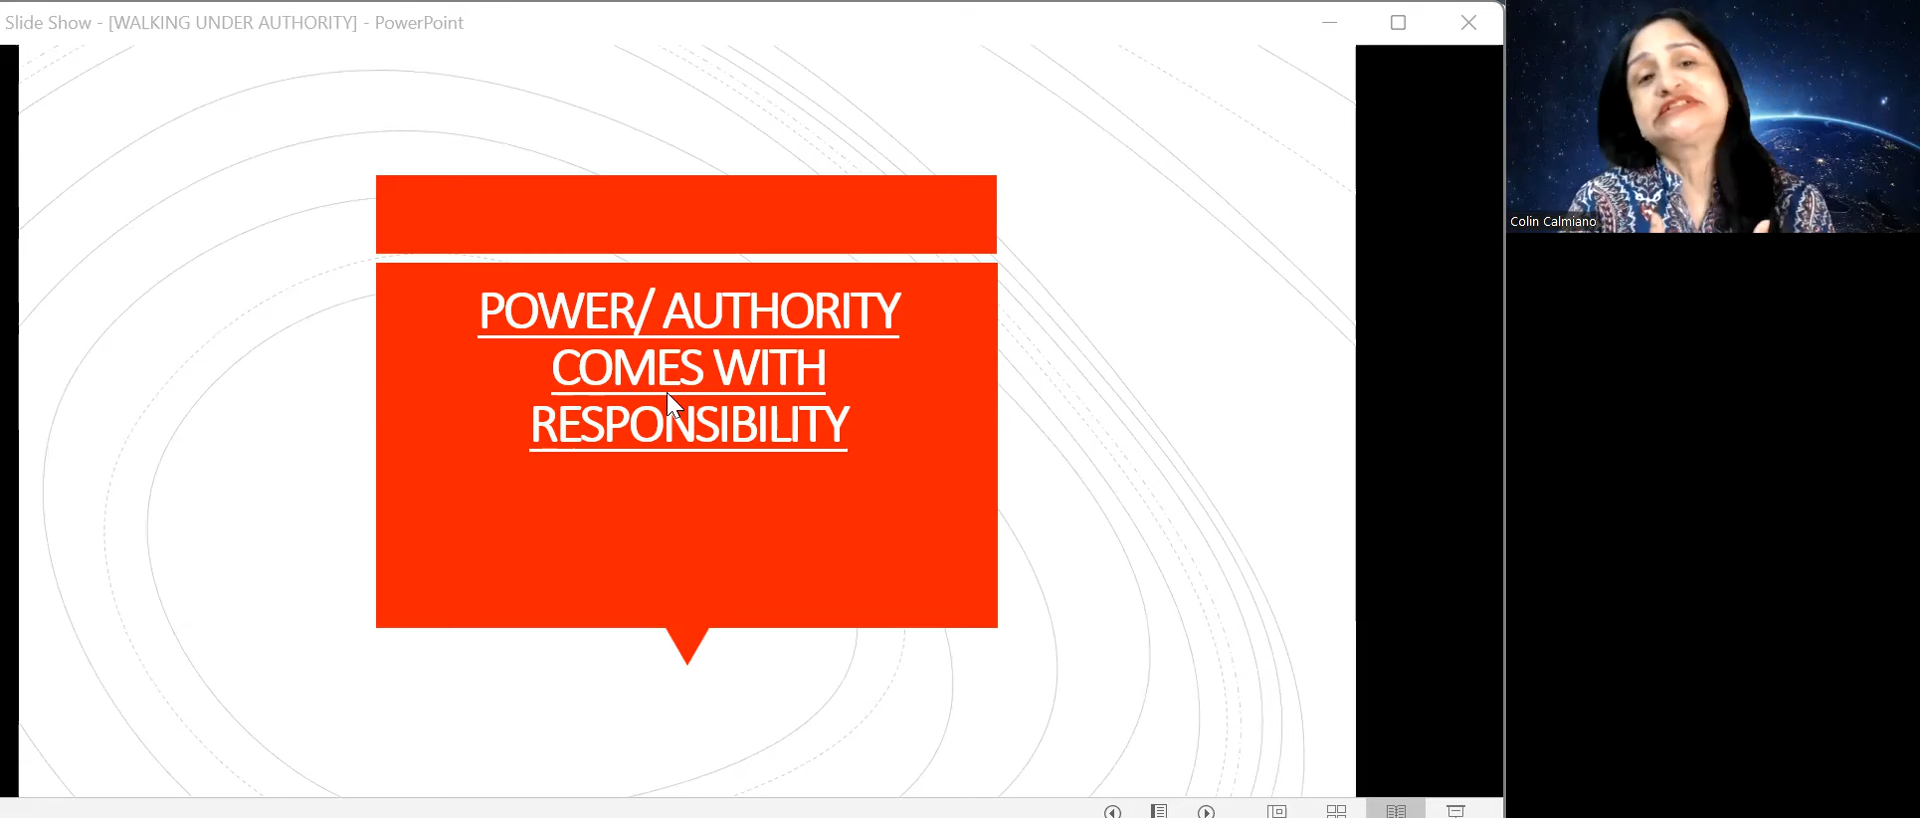 Slide Show - [WALKING UNDER AUTHORITY] - PowerPoint
POWER/ AUTHORITY
COMES WITH
RESPONSIBILITY
Colin Calmiano